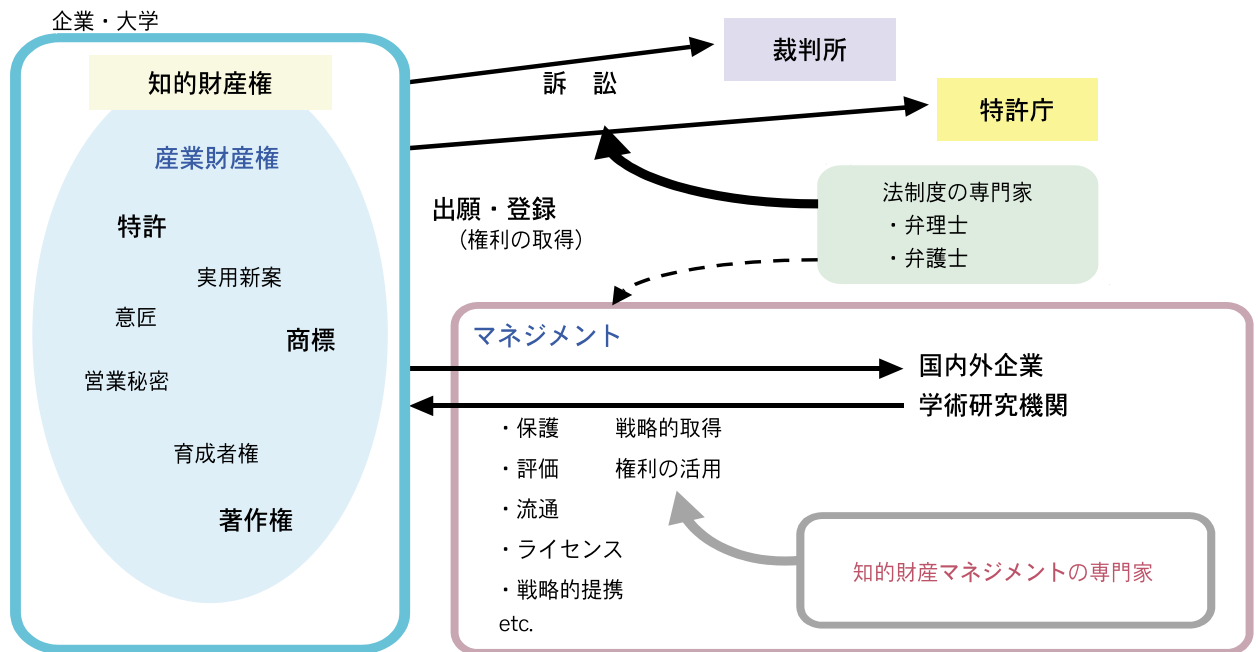 企業・大学
知的財産権
産業財産権
特許
実用新案
意匠
商標
営業秘密
育成者権
著作権
訴 訟
裁判所
特許庁
出願・登録
（権利の取得）
法制度の専門家
・弁理士
・弁護士
マネジメント
国内外企業
学術研究機関
・保護 戦略的取得
・評価 権利の活用
・流通
・ライセンス
・戦略的提携
etc.
知的財産マネジメントの専門家